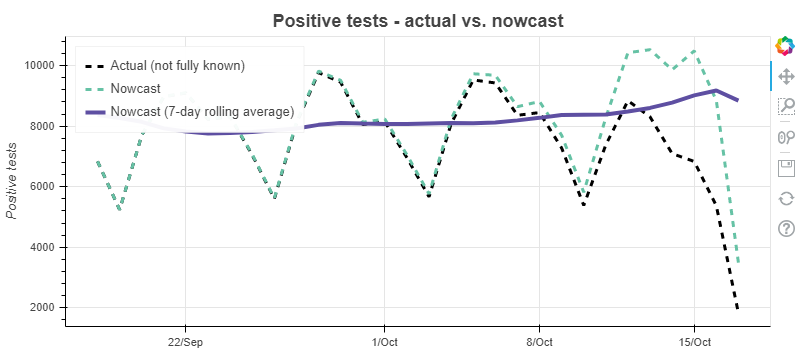 Positive tests - actual vs. nowcast
Actual (not fully known)
Nowcast
Nowcast (7-day rolling average)
Positive tests
10000
8000
6000
4000
2000
22/Sep
1/Oct
8/Oct
15/Oct